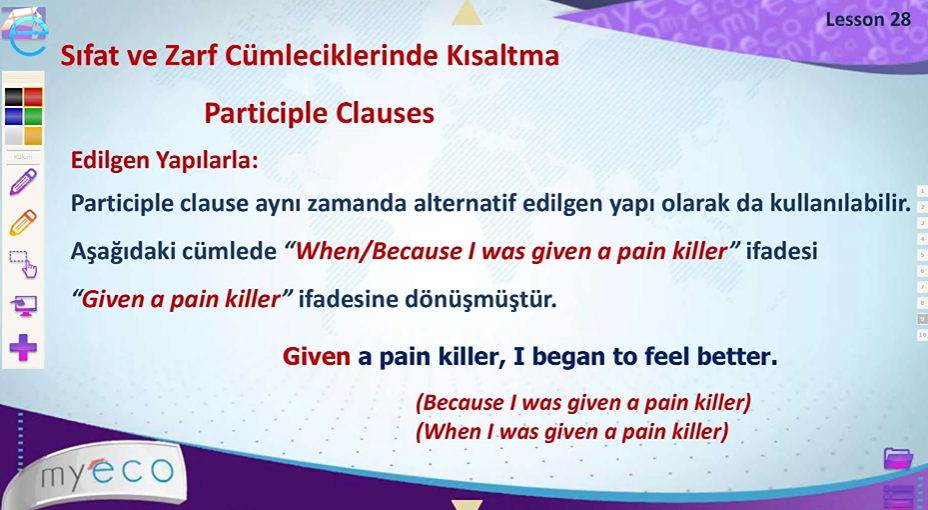 Lesson 28
Sıfat ve Zarf Cümleciklerinde Kısaltma
Participle Clauses
Edilgen Yapılarla:
Participle clause aynı zamanda alternatif edilgen yapı olarak da kullanılabilir.
Aşağıdaki cümlede “When/Because I was given a pain killer” ifadesi
“Given a pain killer” ifadesine dönüşmüştür.
Given a pain killer, I began to feel better.
(Because I was given a pain killer)
(When I was given a pain killer)
myeco